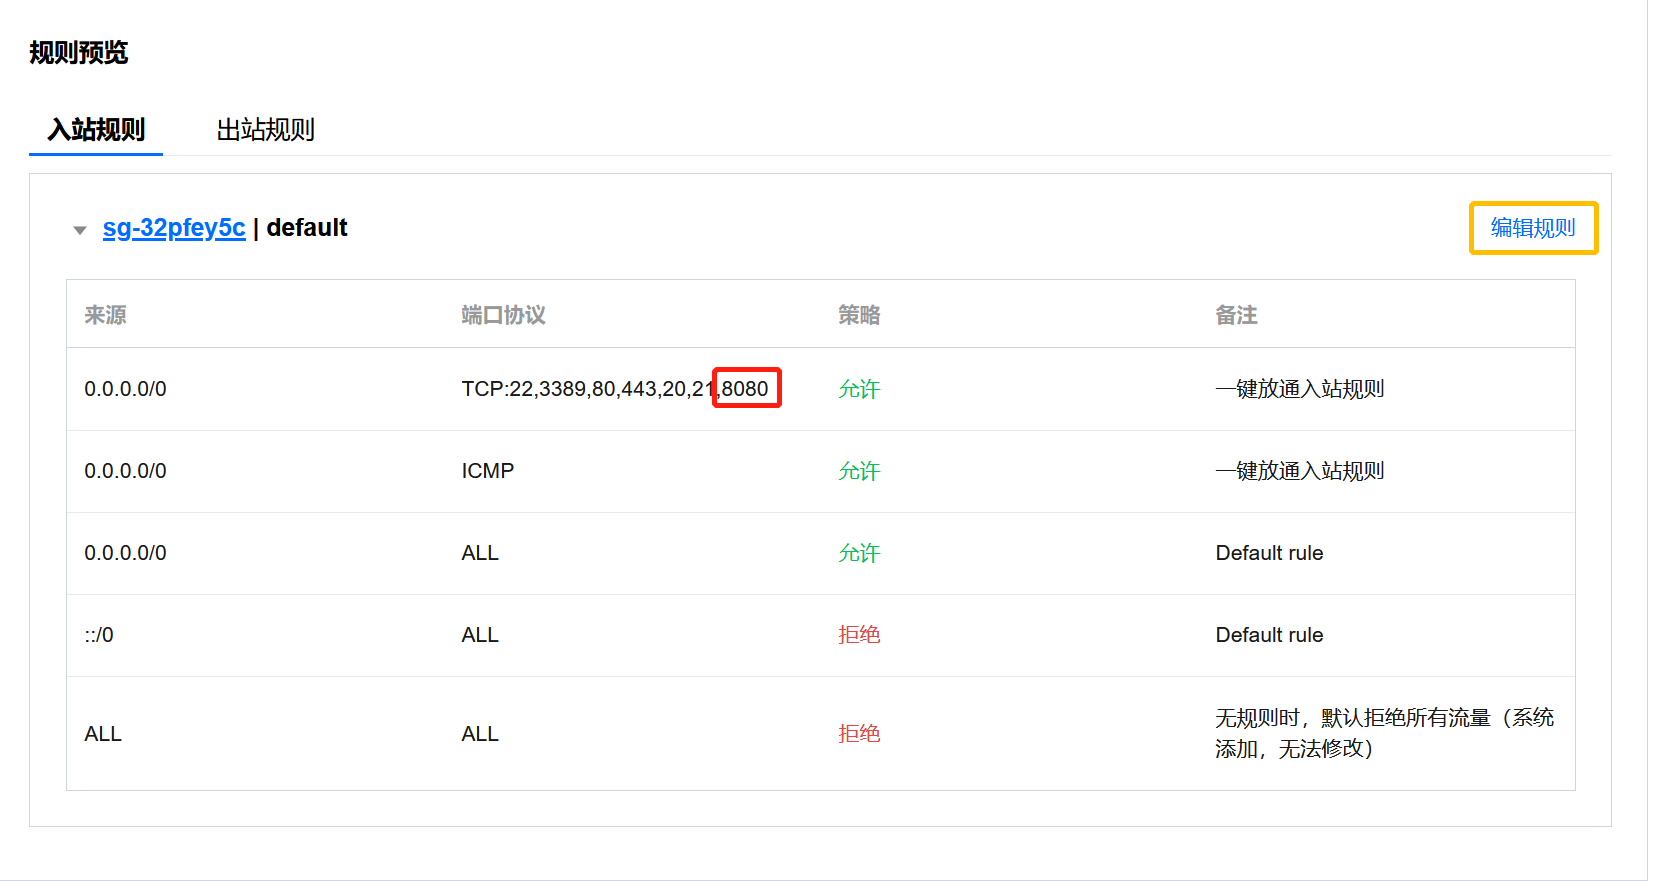 规则预览
入站规则 出站规则
sg-32pfey5c | default 编辑规则
来源 端口协议 策略 备注
0.0.0.0/0 TCP:22,3389,80,443,20,21,8080 允许 一键放通入站规则
0.0.0.0/0 ICMP 允许 一键放通入站规则
0.0.0.0/0 ALL 允许 Default rule
::/0 ALL 拒绝 Default rule
ALL ALL 拒绝 无规则时，默认拒绝所有流量（系统
添加，无法修改）